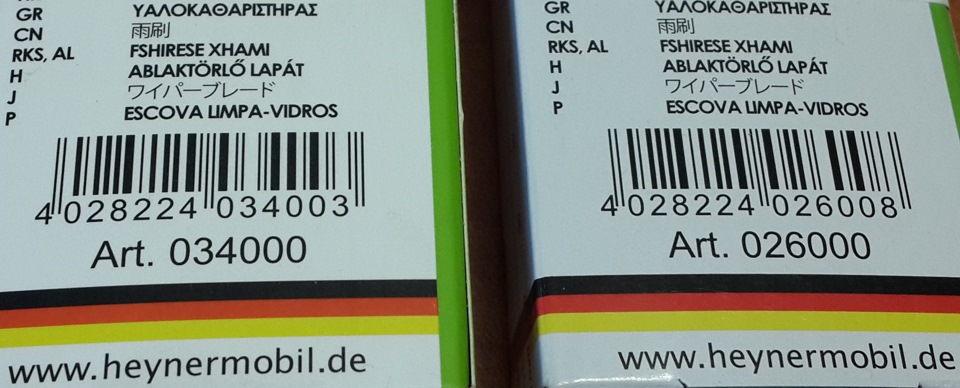 GR ΥΑΛΟΚΑΘΑΡΙΣΤΗΡΑΣ
CN 雨刷
RKS, AL FSHIRESE XHAMI
H ABLAKTÖRLŐ LAPÁT
J ワイパーブレード
P ESCOVA LIMPA-VIDROS
4 028224 034003
Art. 034000
www.heynermobil.de
GR ΥΑΛΟΚΑΘΑΡΙΣΤΗΡΑΣ
CN 雨刷
RKS, AL FSHIRESE XHAMI
H ABLAKTÖRLŐ LAPÁT
J ワイパーブレード
P ESCOVA LIMPA-VIDROS
4 028224 026008
Art. 026000
www.heynermobil.de